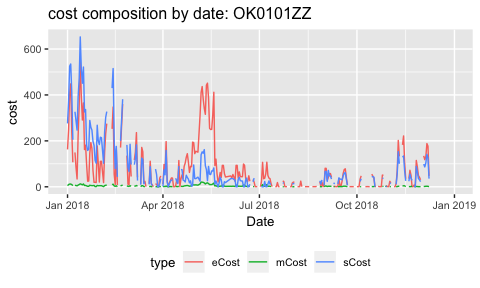 cost composition by date: OK0101ZZ
600
400
200
0
cost
Jan 2018 Apr 2018 Jul 2018 Oct 2018 Jan 2019
Date
type eCost mCost sCost